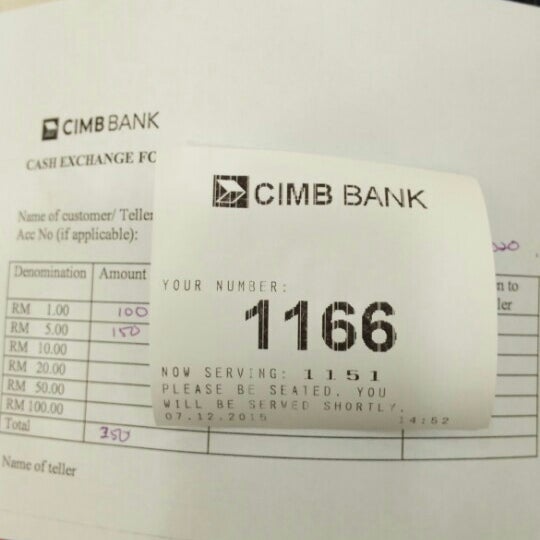 CIMB BANK
CASH EXCHANGE FO
Name of customer/ Teller
Acc No (if applicable):
Denomination Amount
RM 1.00 100
RM 5.00 150
RM 10.00
RM 20.00
RM 50.00
RM 100.00
Total 250
Name of teller
CIMB BANK
YOUR NUMBER:
1166
NOW SERVING: 1151
PLEASE BE SEATED. YOU
WILL BE SERVED SHORTLY.
07.12.2015 14:52